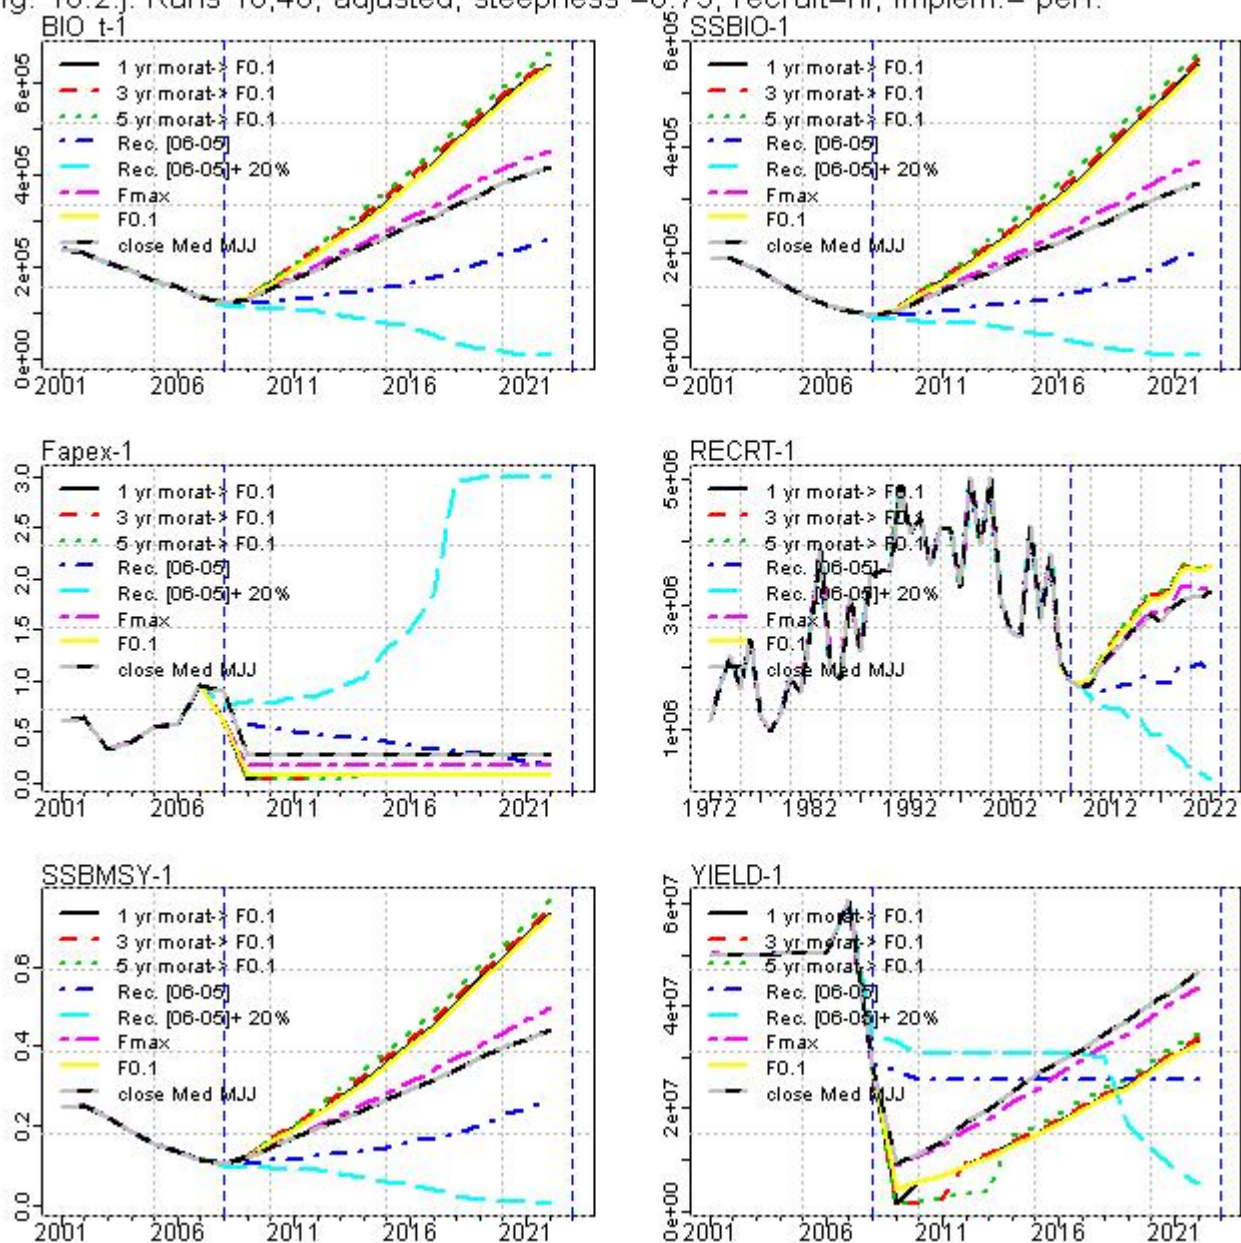 10.2.j. Runs 10,40, adjusted, steepness =0.75, recruit=hi, implem.= perf.
BIO_t-1
1 yr morat-> F0.1
3 yr morat-> F0.1
5 yr morat-> F0.1
Rec. [06-05]
Rec. [06-05]+ 20%
Fmax
F0.1
close Med MJJ
0e+00 2e+05 4e+05 6e+05
2001 2006 2011 2016 2021
SSBIO-1
1 yr morat-> F0.1
3 yr morat-> F0.1
5 yr morat-> F0.1
Rec. [06-05]
Rec. [06-05]+ 20%
Fmax
F0.1
close Med MJJ
0e+00 2e+05 4e+05 6e+05
2001 2006 2011 2016 2021
Fapex-1
1 yr morat-> F0.1
3 yr morat-> F0.1
5 yr morat-> F0.1
Rec. [06-05]
Rec. [06-05]+ 20%
Fmax
F0.1
close Med MJJ
0.0 0.5 1.0 1.5 2.0 2.5 3.0
2001 2006 2011 2016 2021
RECRT-1
1 yr morat-> F0.1
3 yr morat-> F0.1
5 yr morat-> F0.1
Rec. [06-05]
Rec. [06-05]+ 20%
Fmax
F0.1
close Med MJJ
1e+06 3e+06 5e+06
1972 1982 1992 2002 2012 2022
SSBMSY-1
1 yr morat-> F0.1
3 yr morat-> F0.1
5 yr morat-> F0.1
Rec. [06-05]
Rec. [06-05]+ 20%
Fmax
F0.1
close Med MJJ
0.0 0.2 0.4 0.6
2001 2006 2011 2016 2021
YIELD-1
1 yr morat-> F0.1
3 yr morat-> F0.1
5 yr morat-> F0.1
Rec. [06-05]
Rec. [06-05]+ 20%
Fmax
F0.1
close Med MJJ
0e+00 2e+07 4e+07 6e+07
2001 2006 2011 2016 2021